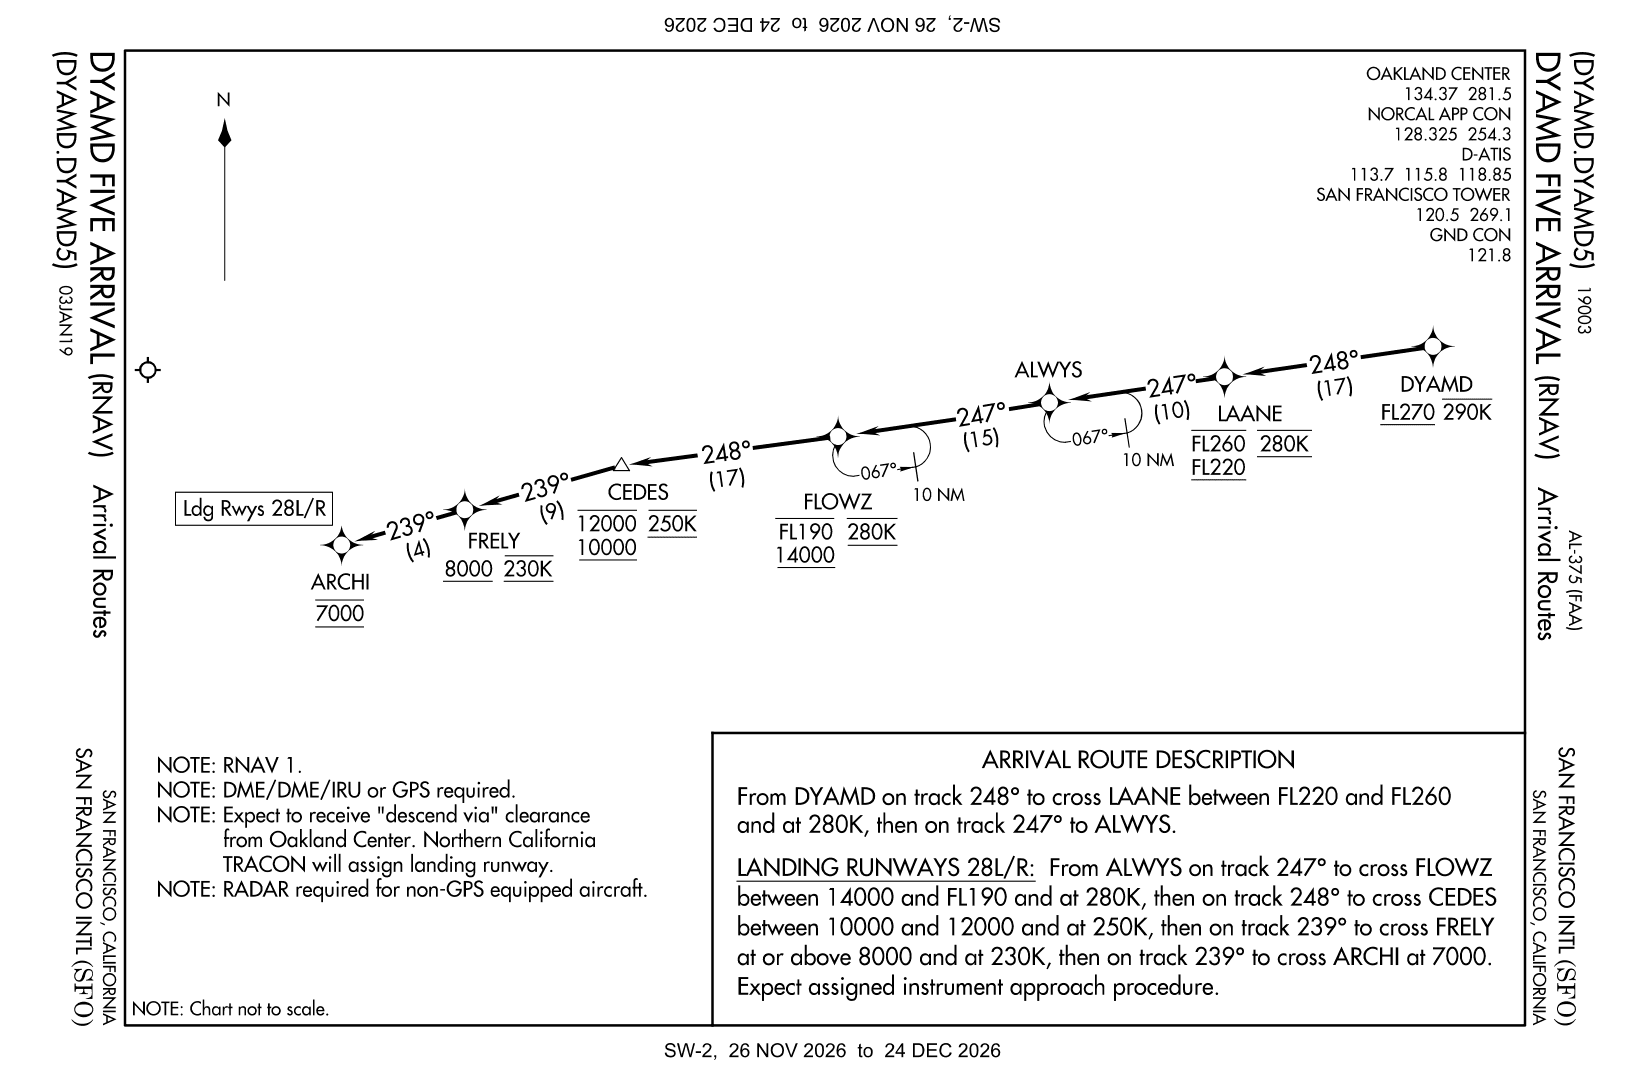 SW-2, 26 NOV 2026 to 24 DEC 2026
(DYAMD.DYAMD5) 03JAN19
DYAMD FIVE ARRIVAL (RNAV) Arrival Routes
SAN FRANCISCO INTL (SFO)
SAN FRANCISCO, CALIFORNIA
(DYAMD.DYAMD5) 19003
DYAMD FIVE ARRIVAL (RNAV) Arrival Routes
AL-375 (FAA)
SAN FRANCISCO INTL (SFO)
SAN FRANCISCO, CALIFORNIA
N
OAKLAND CENTER
134.37 281.5
NORCAL APP CON
128.325 254.3
D-ATIS
113.7 115.8 118.85
SAN FRANCISCO TOWER
120.5 269.1
GND CON
121.8
DYAMD
FL270 290K
248°
(17)
LAANE
FL260 280K
FL220
247°
(10)
ALWYS
067°
10 NM
247°
(15)
FLOWZ
FL190 280K
14000
067°
10 NM
248°
(17)
CEDES
12000 250K
10000
239°
(9)
FRELY
8000 230K
239°
(4)
ARCHI
7000
Ldg Rwys 28L/R
NOTE: RNAV 1.
NOTE: DME/DME/IRU or GPS required.
NOTE: Expect to receive "descend via" clearance
from Oakland Center. Northern California
TRACON will assign landing runway.
NOTE: RADAR required for non-GPS equipped aircraft.
NOTE: Chart not to scale.
ARRIVAL ROUTE DESCRIPTION
From DYAMD on track 248° to cross LAANE between FL220 and FL260
and at 280K, then on track 247° to ALWYS.
LANDING RUNWAYS 28L/R: From ALWYS on track 247° to cross FLOWZ
between 14000 and FL190 and at 280K, then on track 248° to cross CEDES
between 10000 and 12000 and at 250K, then on track 239° to cross FRELY
at or above 8000 and at 230K, then on track 239° to cross ARCHI at 7000.
Expect assigned instrument approach procedure.
SW-2, 26 NOV 2026 to 24 DEC 2026